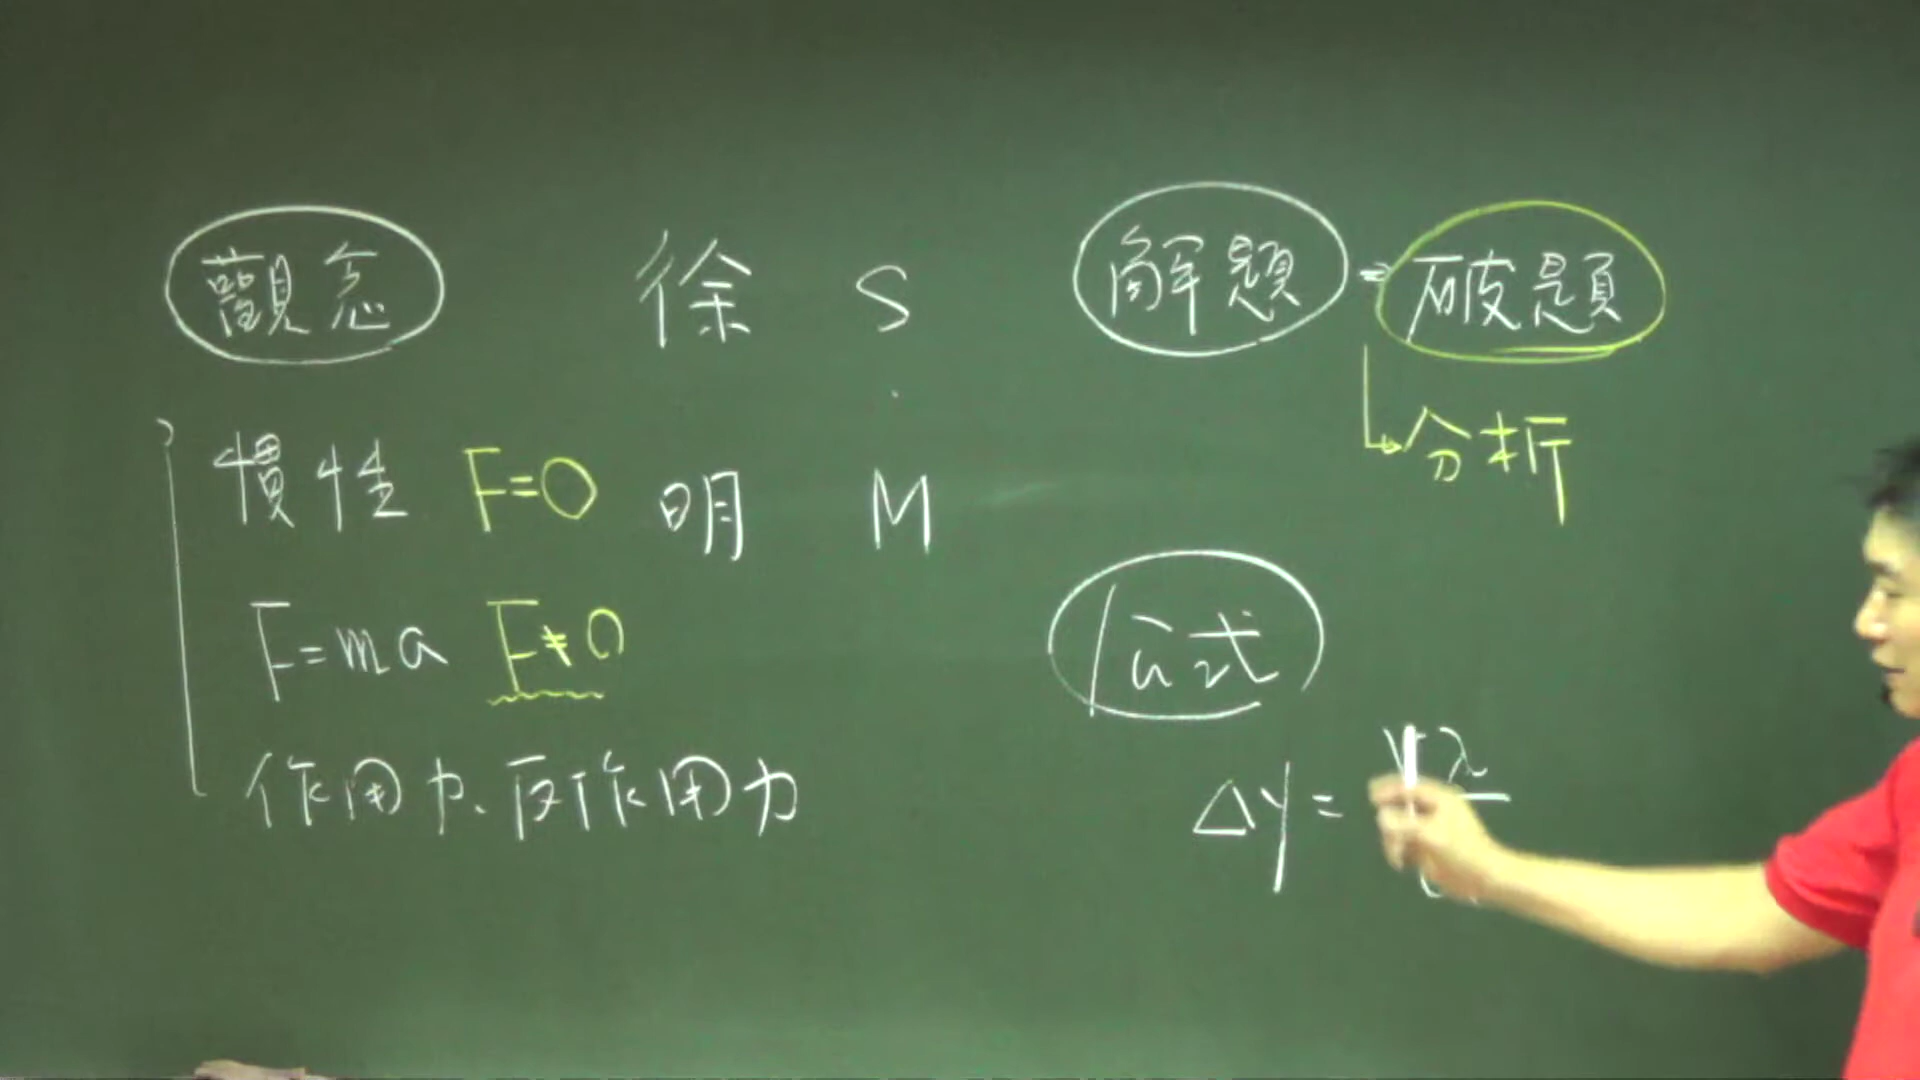 觀念
慣性 F=0
F=ma F≠0
作用力、反作用力
徐 S
明 M
解題 ⇒ 破題
分析
公式
Δy = λ